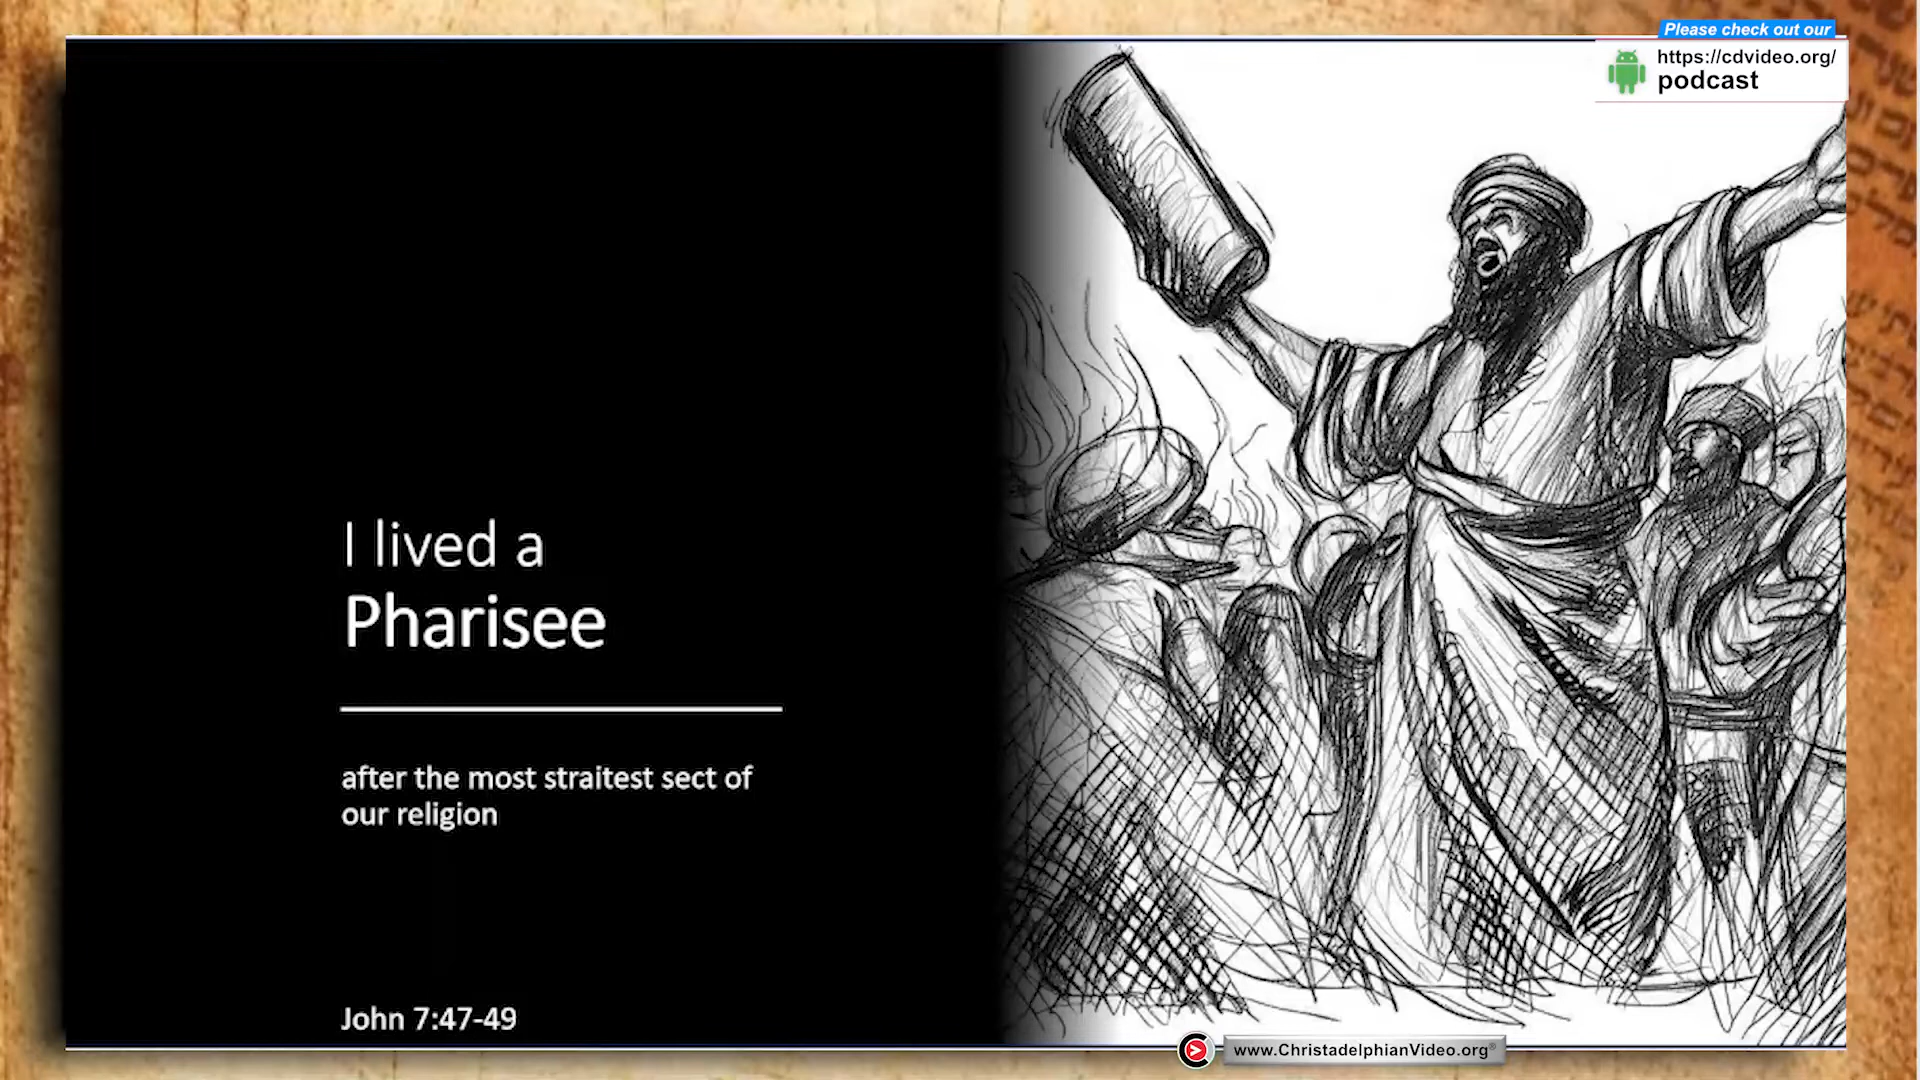 Please check out our
https://cdvideo.org/
podcast
I lived a
Pharisee
after the most straitest sect of
our religion
John 7:47-49
www.ChristadelphianVideo.org®